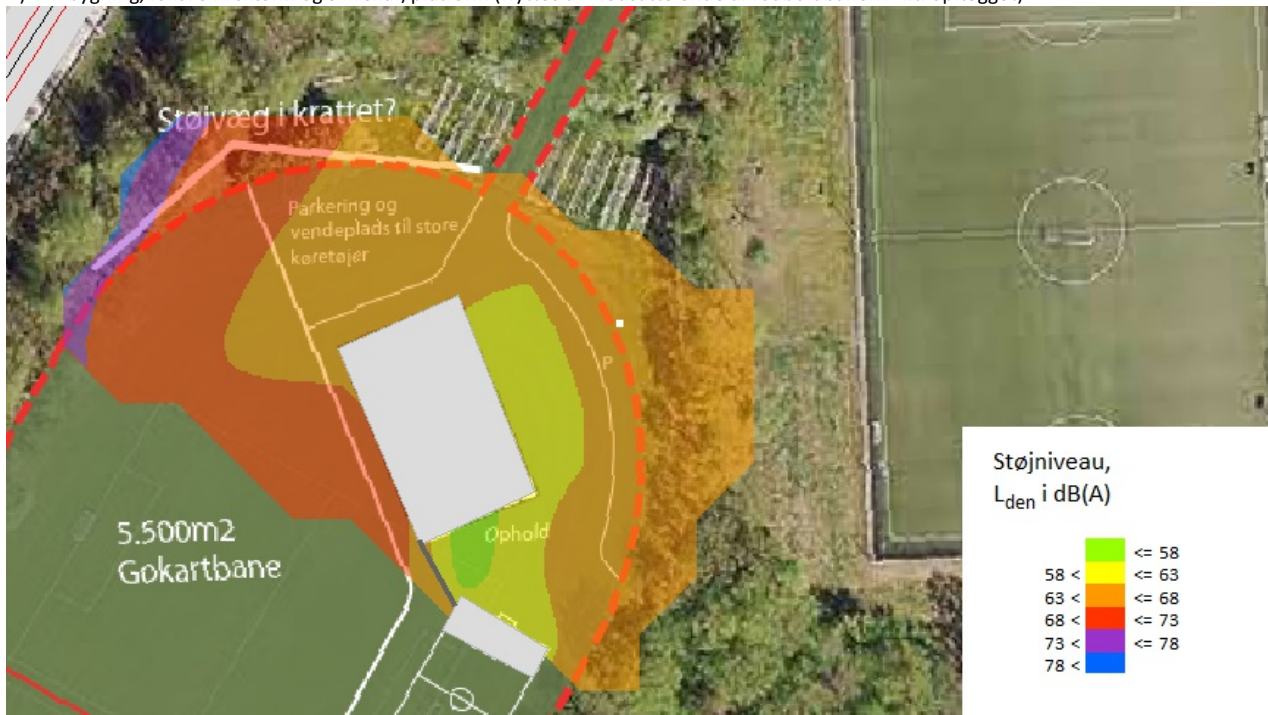 Støjvæg i krattet?
Parkering og
vendeplads til store
køretøjer
P
Ophold
5.500m2
Gokartbane
Støjniveau,
Lden i dB(A)
<= 58
58 < <= 63
63 < <= 68
68 < <= 73
73 < <= 78
78 <